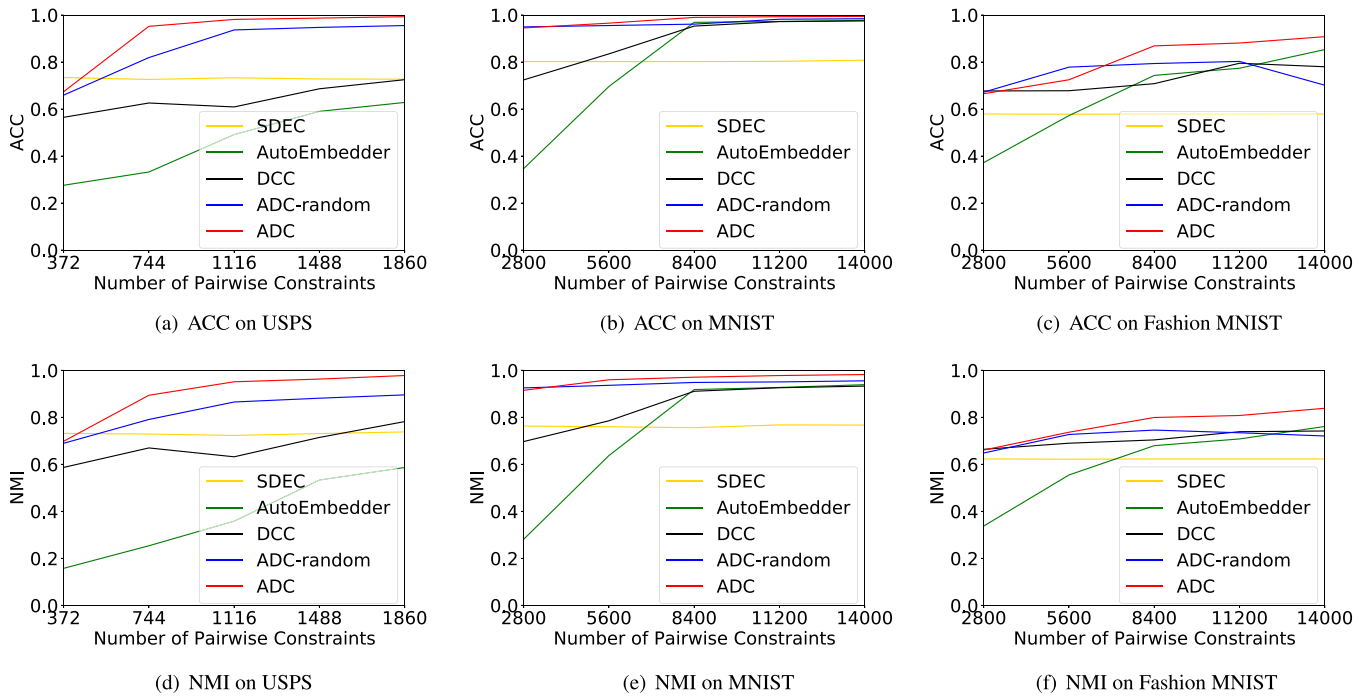 1.0
0.8
0.6
0.4
0.2
0.0
ACC
372 744 1116 1488 1860
Number of Pairwise Constraints
SDEC
AutoEmbedder
DCC
ADC-random
ADC
(a) ACC on USPS
1.0
0.8
0.6
0.4
0.2
0.0
ACC
2800 5600 8400 11200 14000
Number of Pairwise Constraints
SDEC
AutoEmbedder
DCC
ADC-random
ADC
(b) ACC on MNIST
1.0
0.8
0.6
0.4
0.2
0.0
ACC
2800 5600 8400 11200 14000
Number of Pairwise Constraints
SDEC
AutoEmbedder
DCC
ADC-random
ADC
(c) ACC on Fashion MNIST
1.0
0.8
0.6
0.4
0.2
0.0
NMI
372 744 1116 1488 1860
Number of Pairwise Constraints
SDEC
AutoEmbedder
DCC
ADC-random
ADC
(d) NMI on USPS
1.0
0.8
0.6
0.4
0.2
0.0
NMI
2800 5600 8400 11200 14000
Number of Pairwise Constraints
SDEC
AutoEmbedder
DCC
ADC-random
ADC
(e) NMI on MNIST
1.0
0.8
0.6
0.4
0.2
0.0
NMI
2800 5600 8400 11200 14000
Number of Pairwise Constraints
SDEC
AutoEmbedder
DCC
ADC-random
ADC
(f) NMI on Fashion MNIST